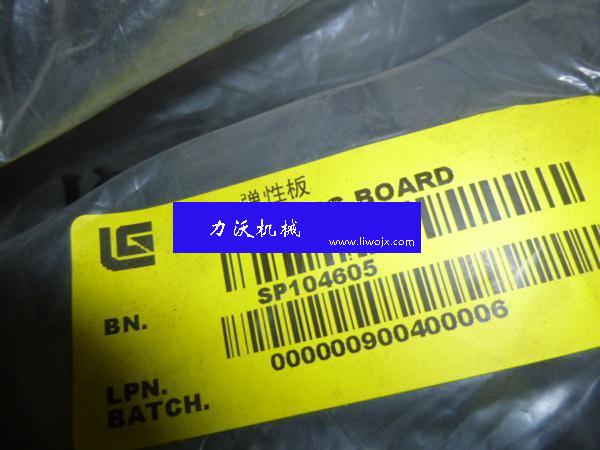 弹性板
BOARD
力沃机械
www.liwojx.com
BN.
SP104605
LPN.
000000900400006
BATCH.